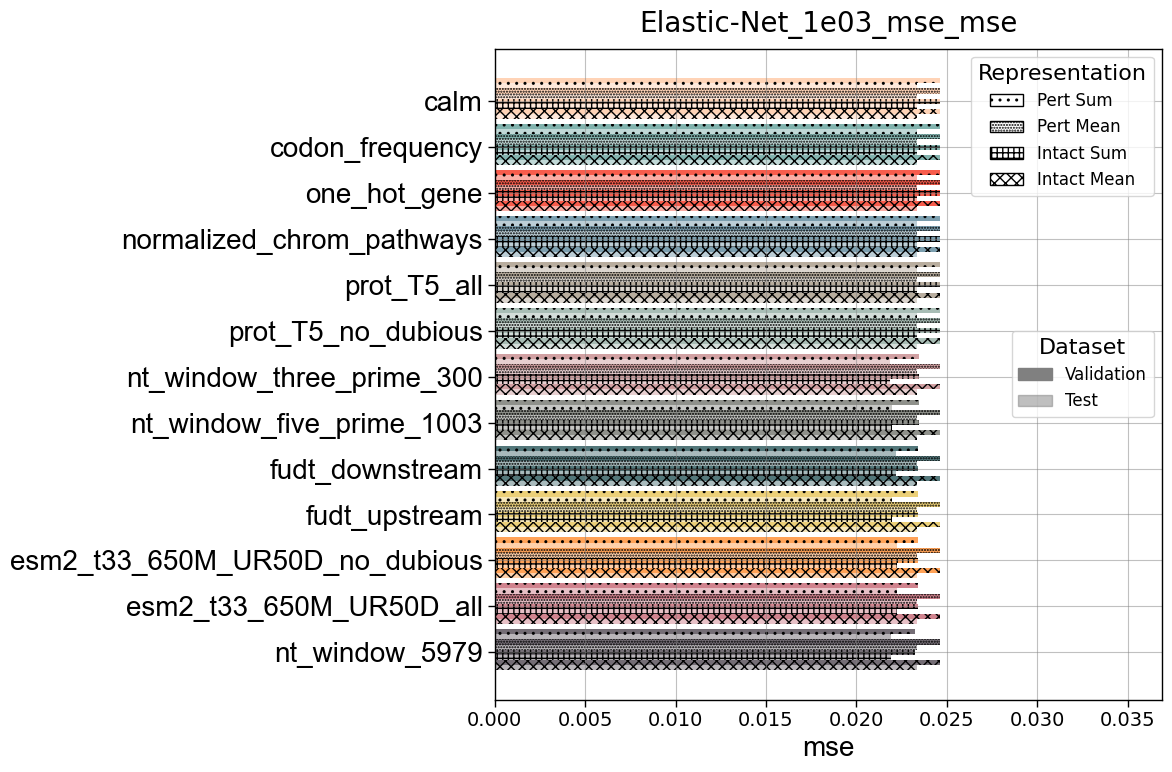 Elastic-Net_1e03_mse_mse
Representation
Pert Sum
Pert Mean
Intact Sum
Intact Mean
Dataset
Validation
Test
calm
codon_frequency
one_hot_gene
normalized_chrom_pathways
prot_T5_all
prot_T5_no_dubious
nt_window_three_prime_300
nt_window_five_prime_1003
fudt_downstream
fudt_upstream
esm2_t33_650M_UR50D_no_dubious
esm2_t33_650M_UR50D_all
nt_window_5979
0.000 0.005 0.010 0.015 0.020 0.025 0.030 0.035
mse